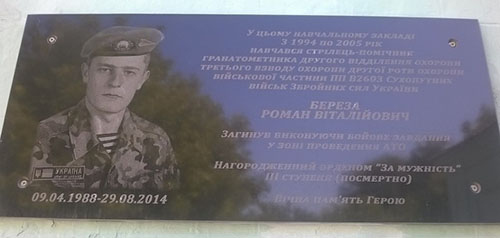 У цьому навчальному закладі
з 1994 по 2005 рік
навчався стрілець-помічник
гранатометника другого відділення охорони
третього взводу охорони другої роти охорони
військової частини ПП В2603 Сухопутних
військ Збройних сил України
Береза
Роман Віталійович
Загинув виконуючи бойове завдання
у зоні проведення АТО
Нагородженний орденом "За мужність"
III ступеня (посмертно)
Вічна пам'ять Герою
УКРАЇНА
09.04.1988-29.08.2014